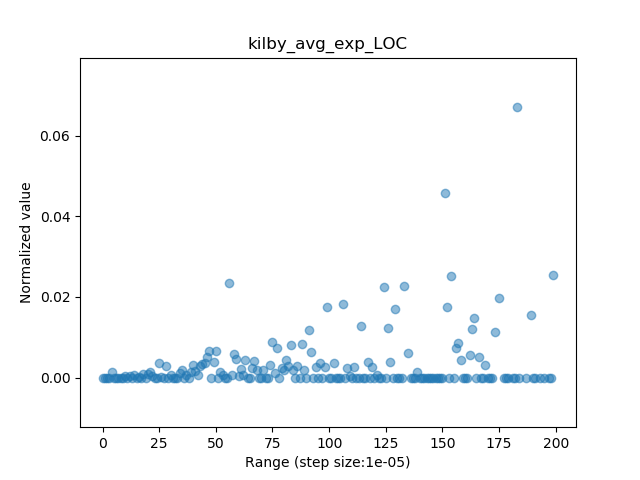 kilby_avg_exp_LOC
Normalized value
0.06
0.04
0.02
0.00
0 25 50 75 100 125 150 175 200
Range (step size:1e-05)